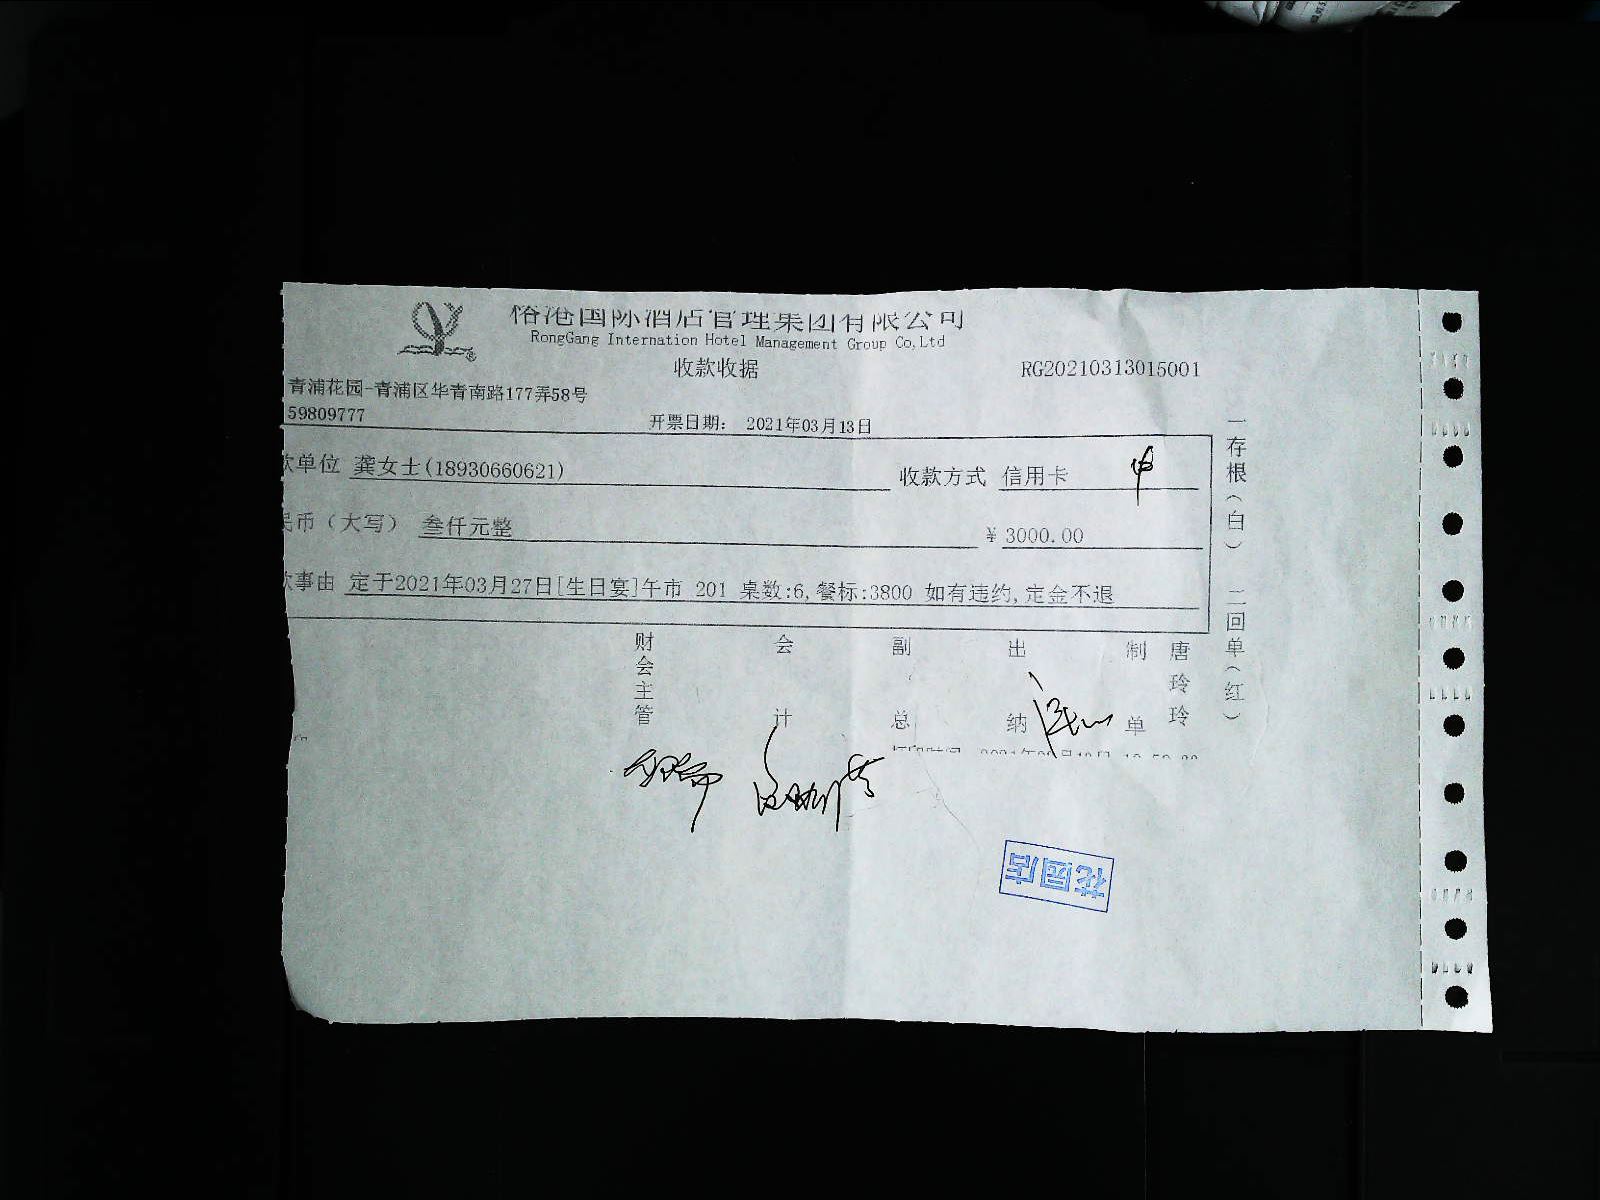 港国际酒店管理集团有限公司
RongGang Internation Hotel Management Group Co,Ltd
收款收据
RG20210313015001
青浦花园-青浦区华青南路177弄58号
59809777
开票日期： 2021年03月13日
单位 龚女士(18930660621) 收款方式 信用卡
民币（大写） 叁仟元整 ¥ 3000.00
事由 定于2021年03月27日[生日宴]午市 201 桌数:6,餐标:3800 如有违约,定金不退
财会主管 会计 副总 出纳 制单 唐玲玲
一存根（白） 二回单（红）
花园店